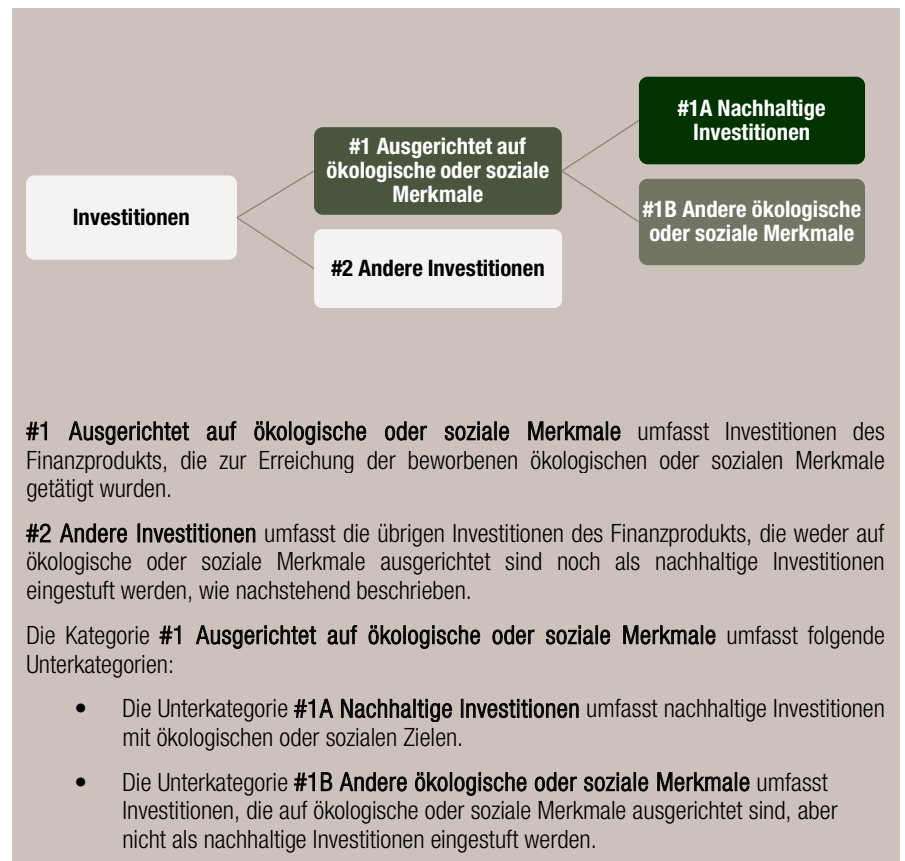 #1A Nachhaltige
Investitionen
#1 Ausgerichtet auf
ökologische oder soziale
Merkmale
Investitionen
#1B Andere ökologische
oder soziale Merkmale
#2 Andere Investitionen
#1 Ausgerichtet auf ökologische oder soziale Merkmale umfasst Investitionen des
Finanzprodukts, die zur Erreichung der beworbenen ökologischen oder sozialen Merkmale
getätigt wurden.
#2 Andere Investitionen umfasst die übrigen Investitionen des Finanzprodukts, die weder auf
ökologische oder soziale Merkmale ausgerichtet sind noch als nachhaltige Investitionen
eingestuft werden, wie nachstehend beschrieben.
Die Kategorie #1 Ausgerichtet auf ökologische oder soziale Merkmale umfasst folgende
Unterkategorien:
• Die Unterkategorie #1A Nachhaltige Investitionen umfasst nachhaltige Investitionen
mit ökologischen oder sozialen Zielen.
• Die Unterkategorie #1B Andere ökologische oder soziale Merkmale umfasst
Investitionen, die auf ökologische oder soziale Merkmale ausgerichtet sind, aber
nicht als nachhaltige Investitionen eingestuft werden.